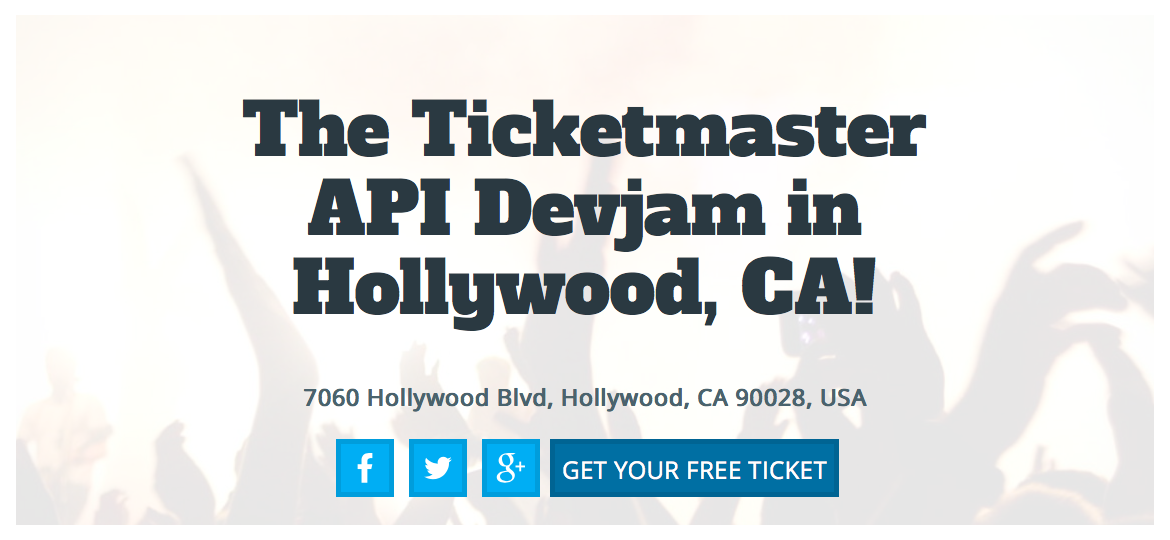 The Ticketmaster
API Devjam in
Hollywood, CA!
7060 Hollywood Blvd, Hollywood, CA 90028, USA
f g+ GET YOUR FREE TICKET